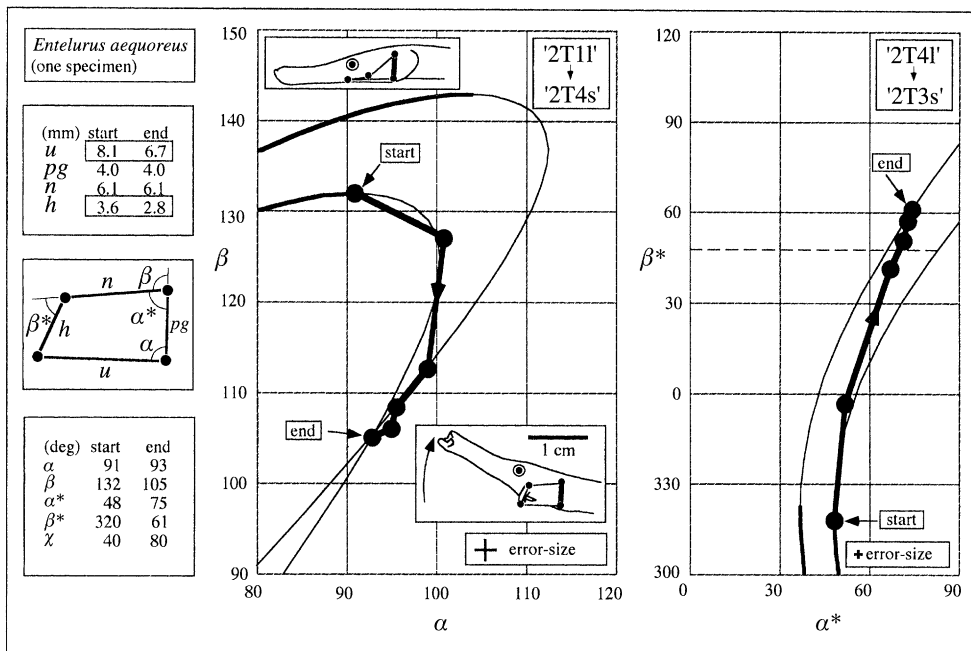 Entelurus aequoreus
(one specimen)
(mm) start end
u 8.1 6.7
pg 4.0 4.0
n 6.1 6.1
h 3.6 2.8
n β
β* h α* pg
α
u
(deg) start end
α 91 93
β 132 105
α* 48 75
β* 320 61
χ 40 80
150
140
130
β
120
110
100
90
80 90 100 110 120
α
'2T1l'
'2T4s'
start
end
1 cm
error-size
120
90
60
β*
30
0
330
300
0 30 60 90
α*
'2T4l'
'2T3s'
end
start
error-size